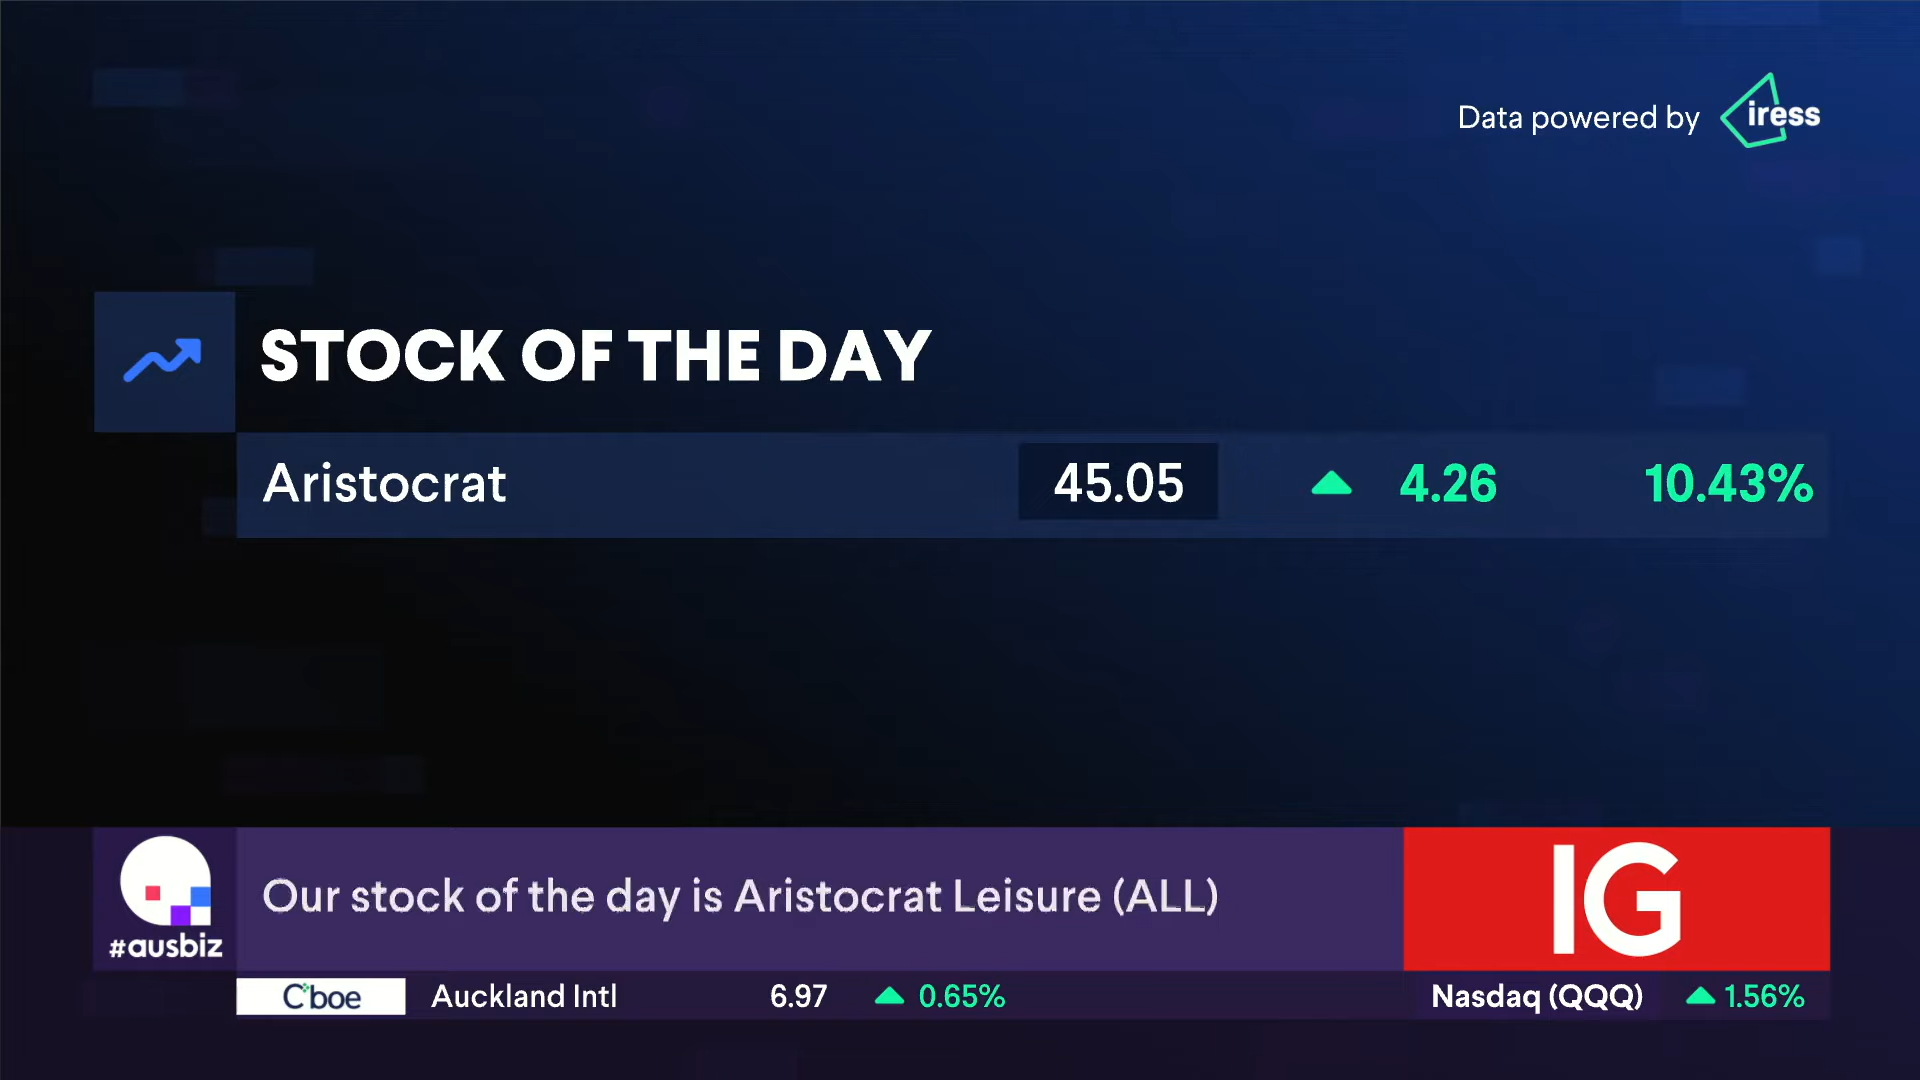 Data powered by iress
STOCK OF THE DAY
Aristocrat 45.05 4.26 10.43%
Our stock of the day is Aristocrat Leisure (ALL)
IG
#ausbiz
Cboe Auckland Intl 6.97 0.65% Nasdaq (QQQ) 1.56%